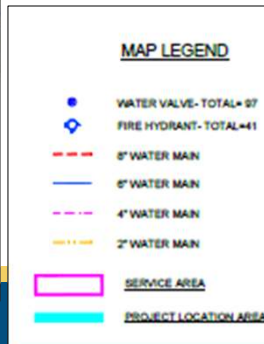 MAP LEGEND
WATER VALVE- TOTAL= 97
FIRE HYDRANT- TOTAL=41
8" WATER MAIN
6" WATER MAIN
4" WATER MAIN
2" WATER MAIN
SERVICE AREA
PROJECT LOCATION AREA